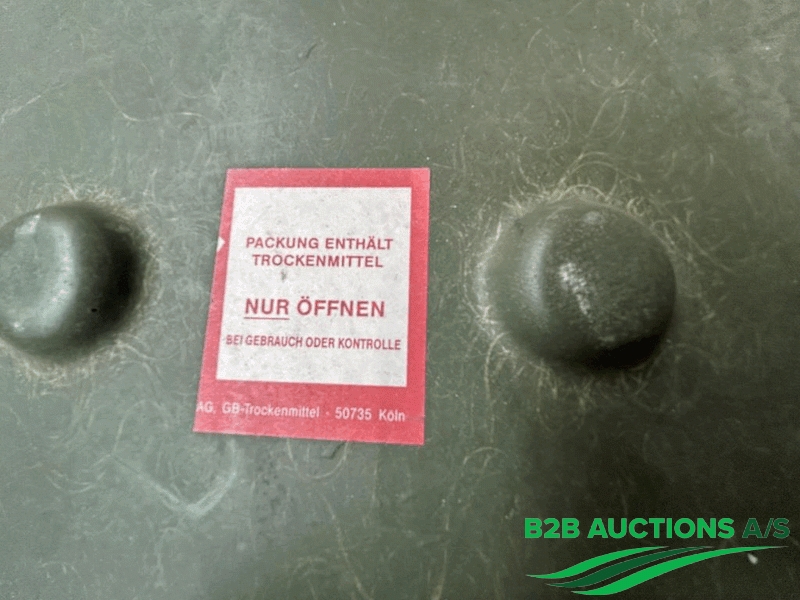 PACKUNG ENTHÄLT
TROCKENMITTEL
NUR ÖFFNEN
BEI GEBRAUCH ODER KONTROLLE
AG, GB-Trockenmittel - 50735 Köln
B2B AUCTIONS A/S